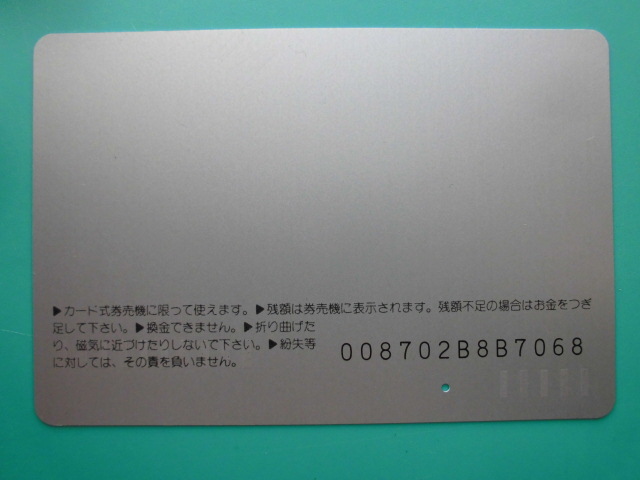 ▶カード式券売機に限って使えます。▶残額は券売機に表示されます。残額不足の場合はお金をつぎ
足して下さい。▶換金できません。▶折り曲げた
り、磁気に近づけたりしないで下さい。▶紛失等
に対しては、その責を負いません。
008702B8B7068